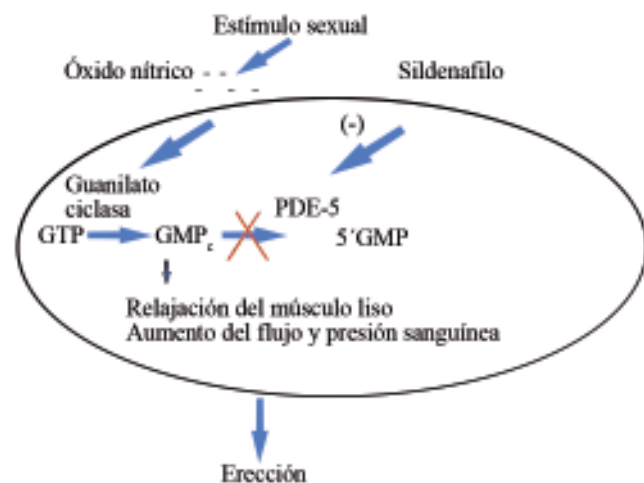 Estímulo sexual
Óxido nítrico
Sildenafilo
(-)
Guanilato
ciclasa
PDE-5
GTP
GMPc
5´GMP
Relajación del músculo liso
Aumento del flujo y presión sanguínea
Erección